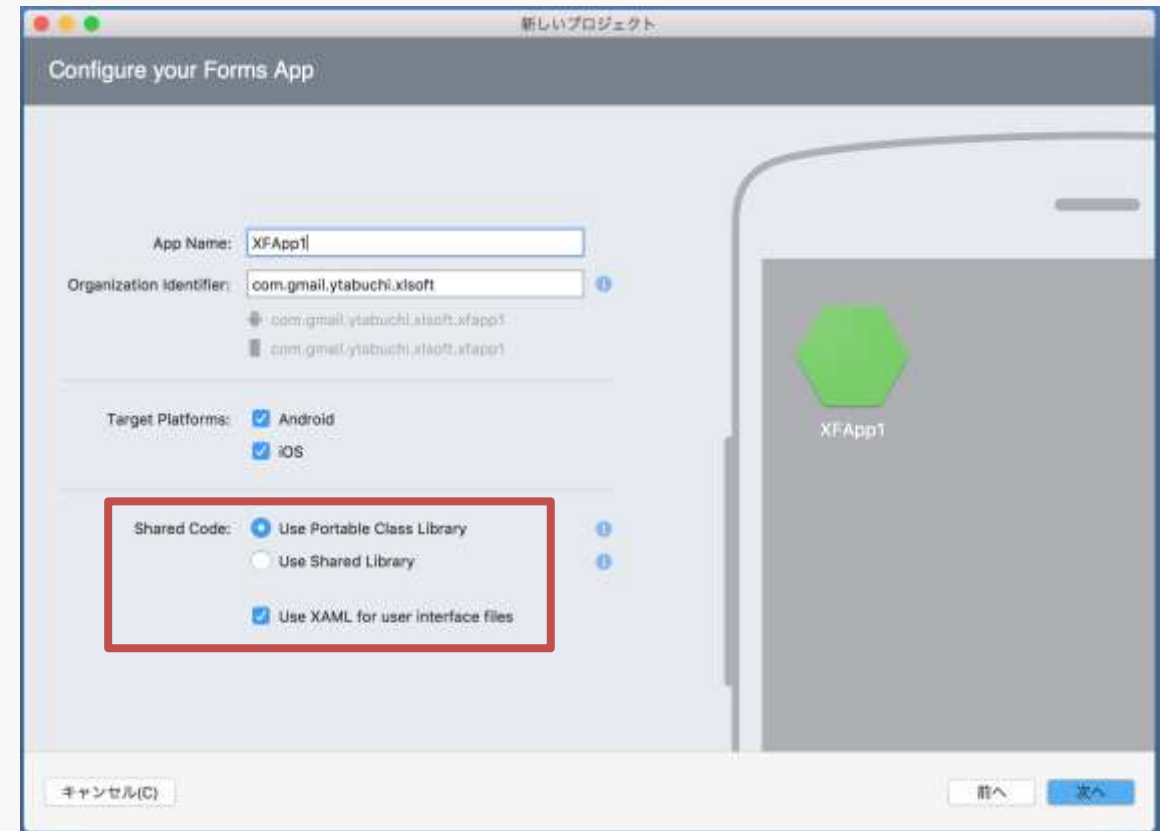 新しいプロジェクト
Configure your Forms App
App Name: XFApp1
Organization Identifier: com.gmail.ytabuchi.xlsoft
com.gmail.ytabuchi.xlsoft.xfapp1
com.gmail.ytabuchi.xlsoft.xfapp1
Target Platforms: Android
iOS
XFApp1
Shared Code: Use Portable Class Library
Use Shared Library
Use XAML for user interface files
キャンセル(C) 前へ 次へ